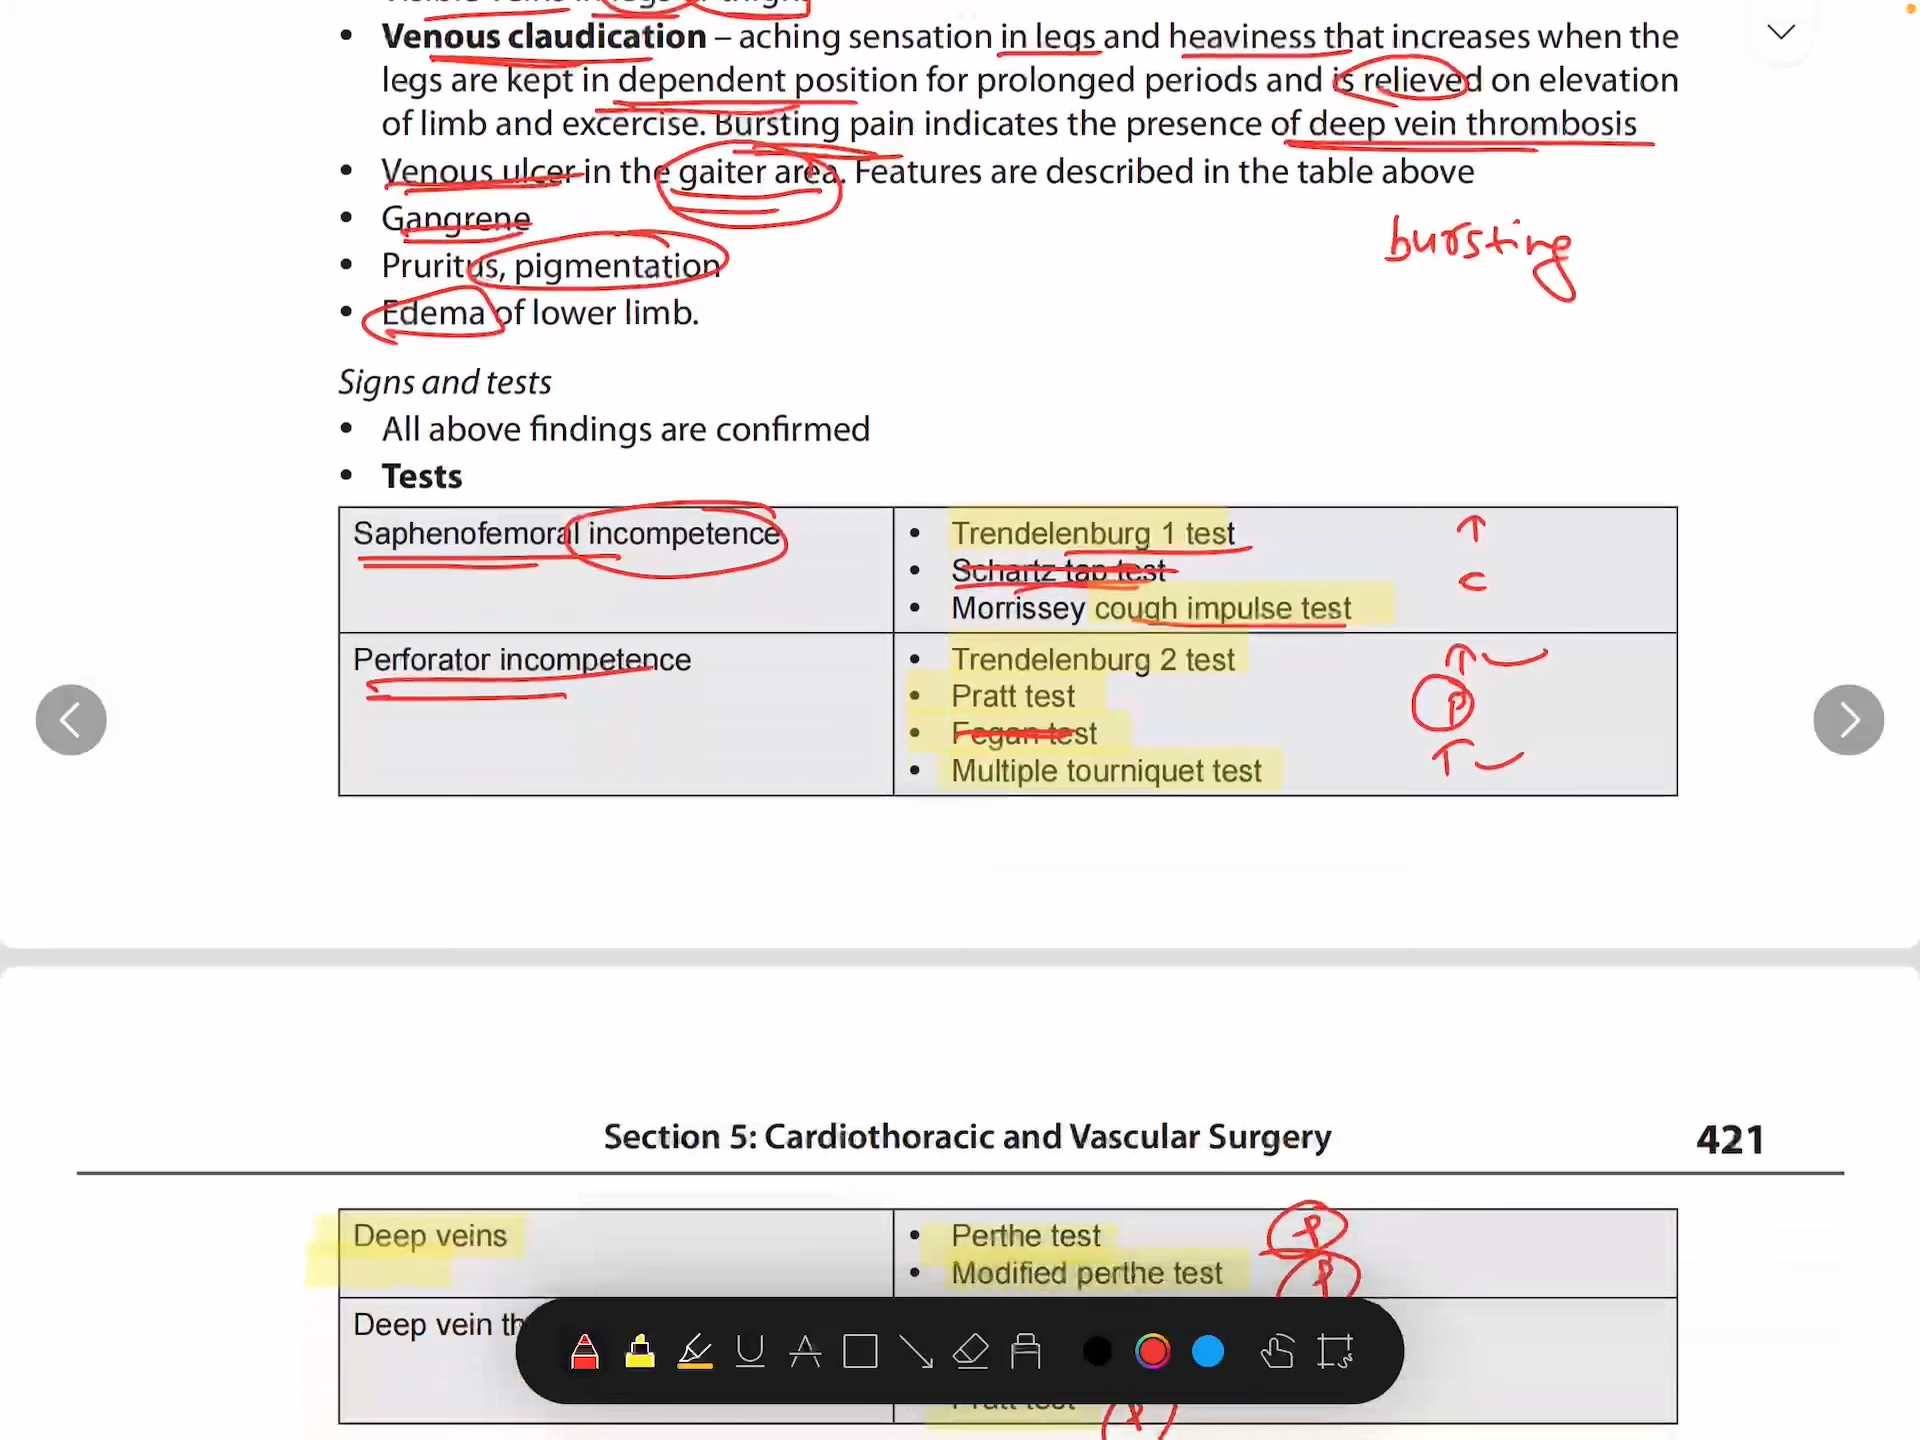 • Venous claudication – aching sensation in legs and heaviness that increases when the
legs are kept in dependent position for prolonged periods and is relieved on elevation
of limb and excercise. Bursting pain indicates the presence of deep vein thrombosis
• Venous ulcer in the gaiter area. Features are described in the table above
• Gangrene
bursting
• Pruritus, pigmentation
• Edema of lower limb.
Signs and tests
• All above findings are confirmed
• Tests
Saphenofemoral incompetence
• Trendelenburg 1 test
• Schartz tap test
• Morrissey cough impulse test
T
C
Perforator incompetence
• Trendelenburg 2 test
• Pratt test
• Fegan test
• Multiple tourniquet test
T
P
T
Section 5: Cardiothoracic and Vascular Surgery 421
Deep veins
• Perthe test
• Modified perthe test
P
P
Deep vein